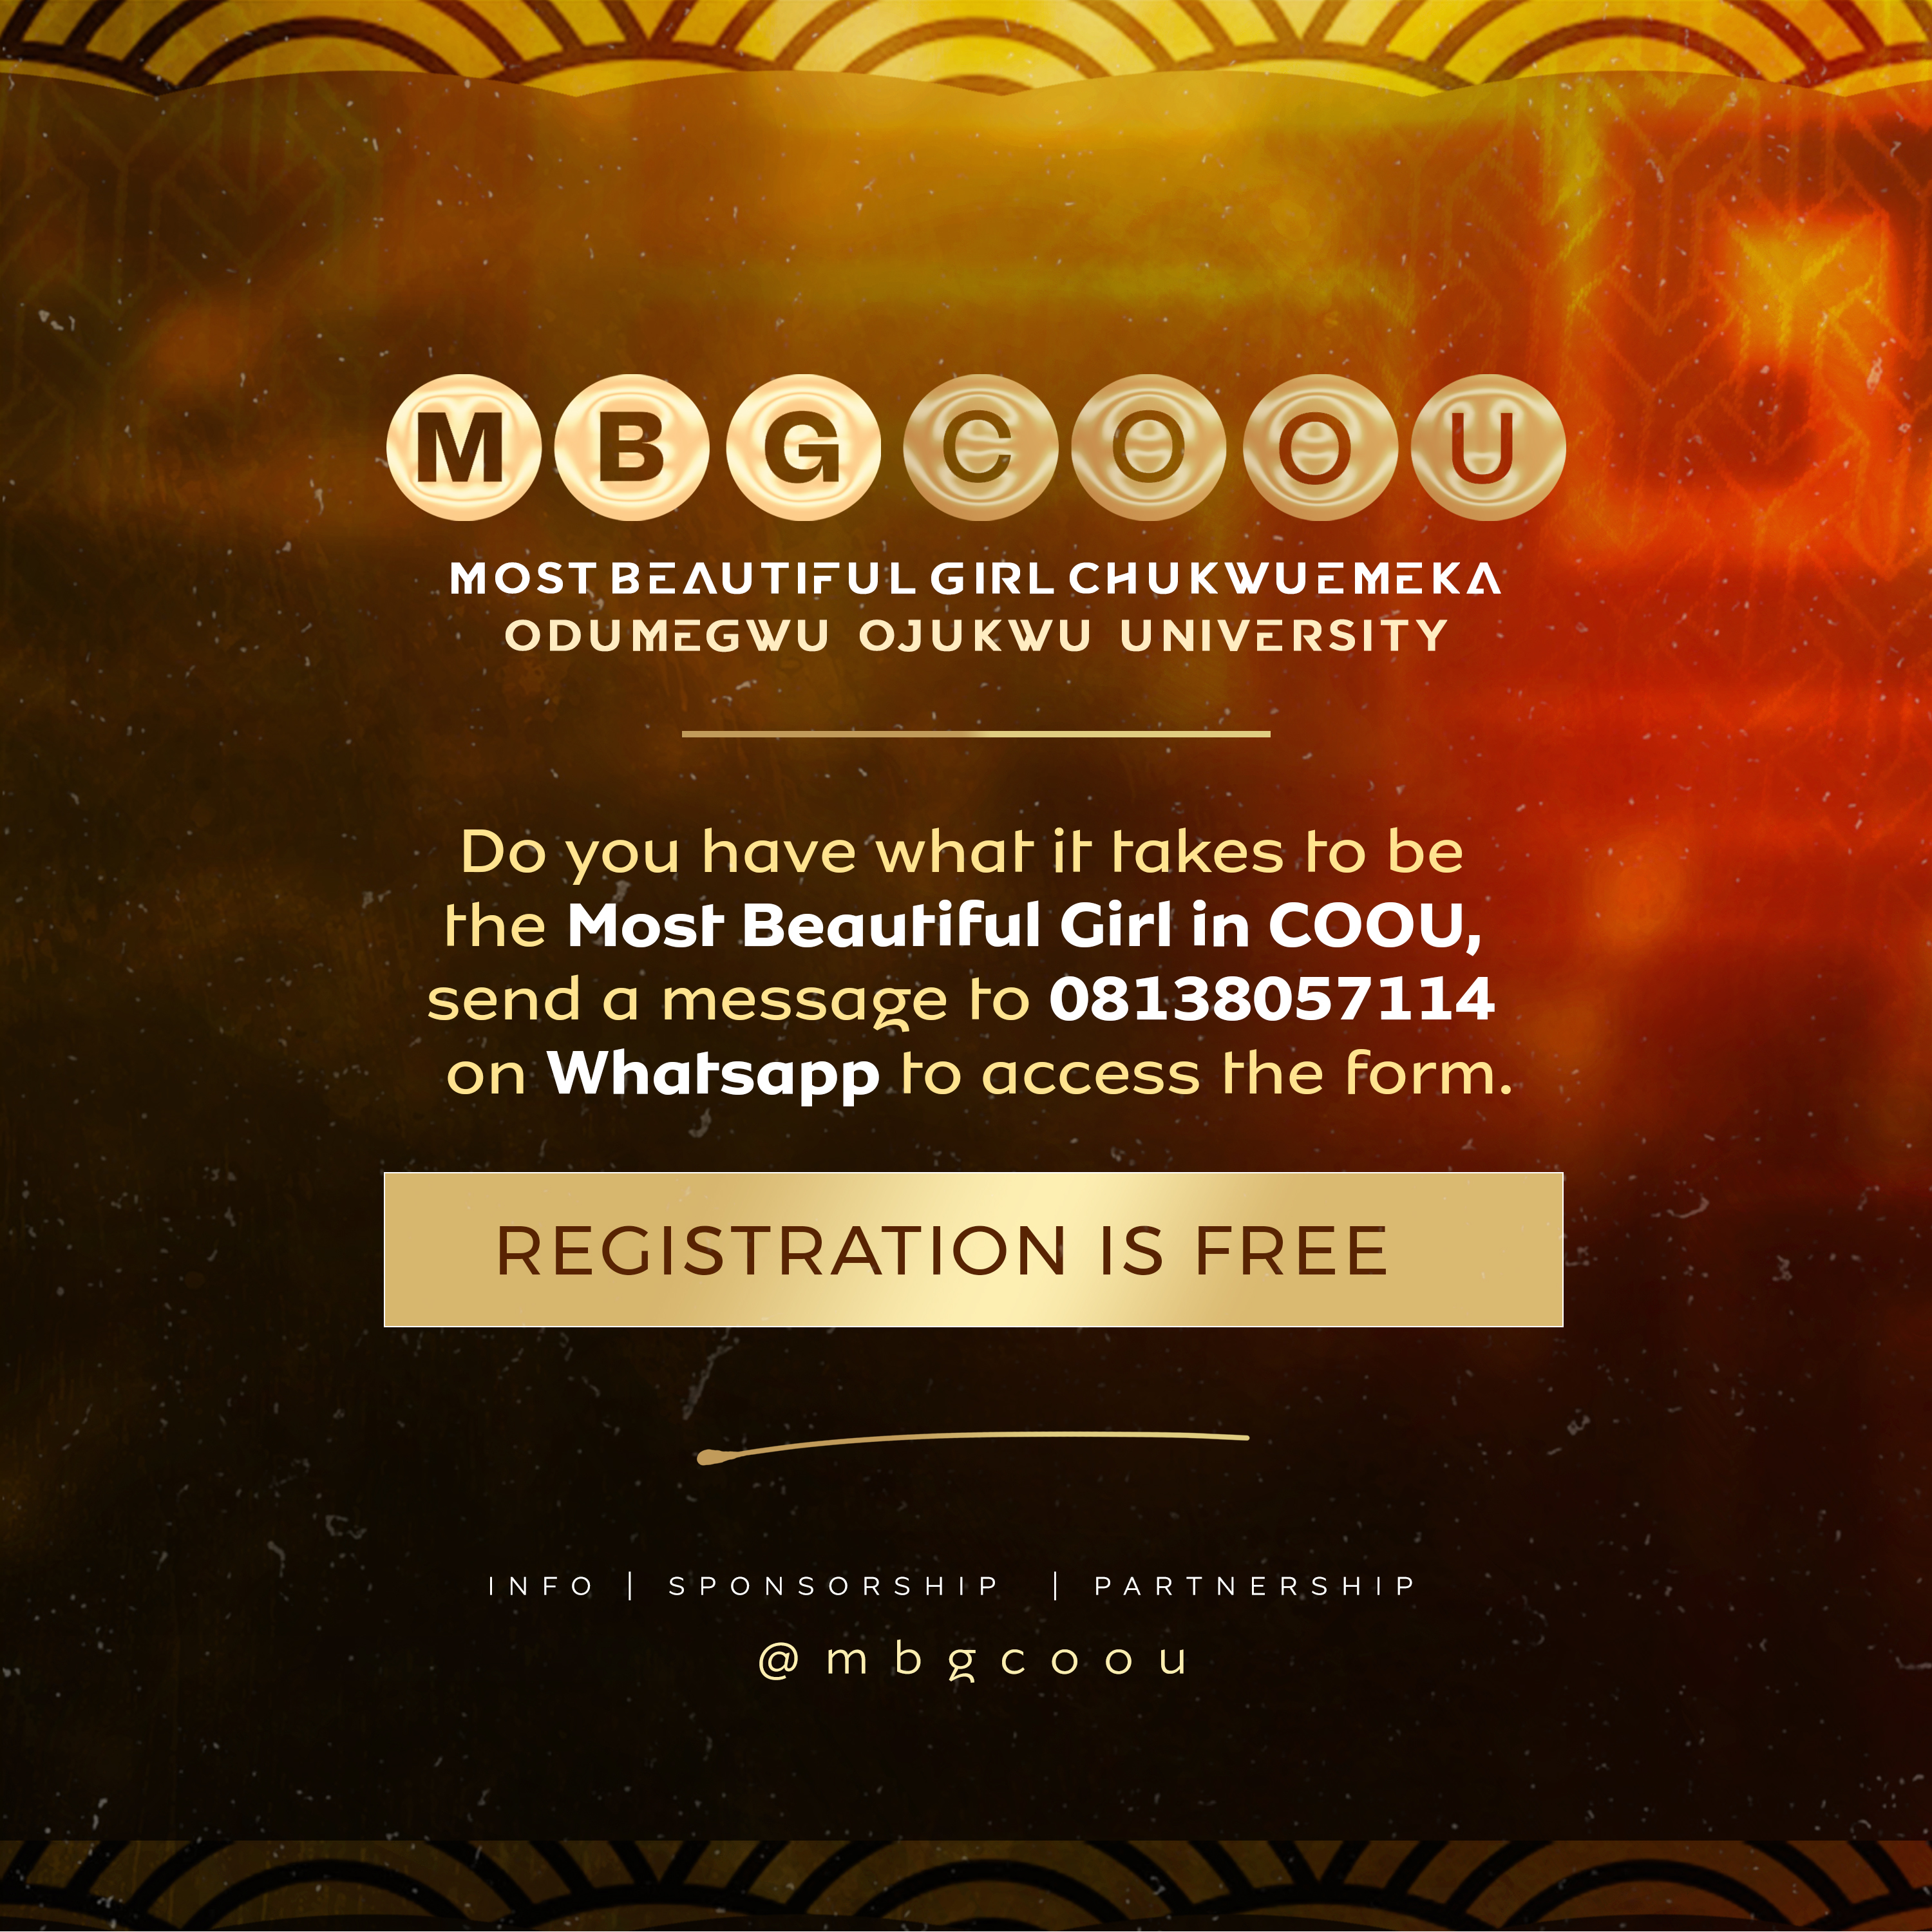 MBGCOOU
MOST BEAUTIFUL GIRL CHUKWUEMEKA
ODUMEGWU OJUKWU UNIVERSITY
Do you have what it takes to be
the Most Beautiful Girl in COOU,
send a message to 08138057114
on Whatsapp to access the form.
REGISTRATION IS FREE
INFO | SPONSORSHIP | PARTNERSHIP
@mbgcoou